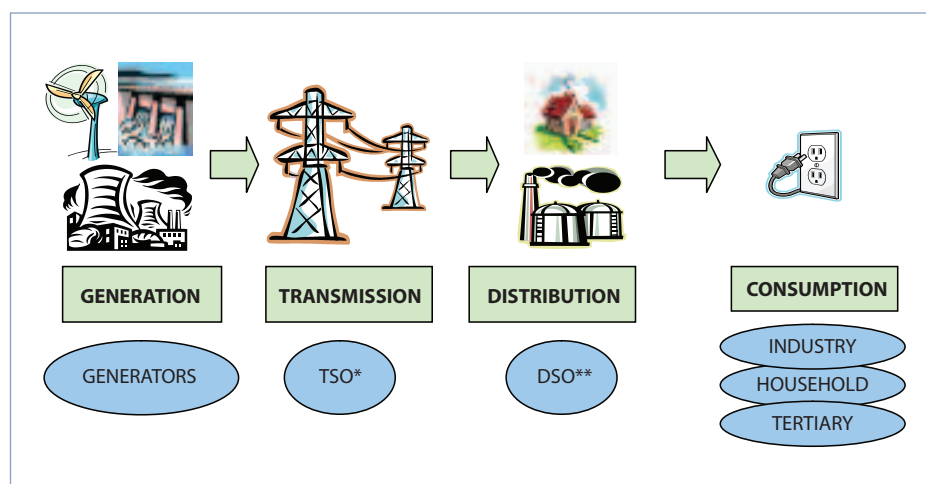 GENERATION
TRANSMISSION
DISTRIBUTION
CONSUMPTION
GENERATORS
TSO*
DSO**
INDUSTRY
HOUSEHOLD
TERTIARY